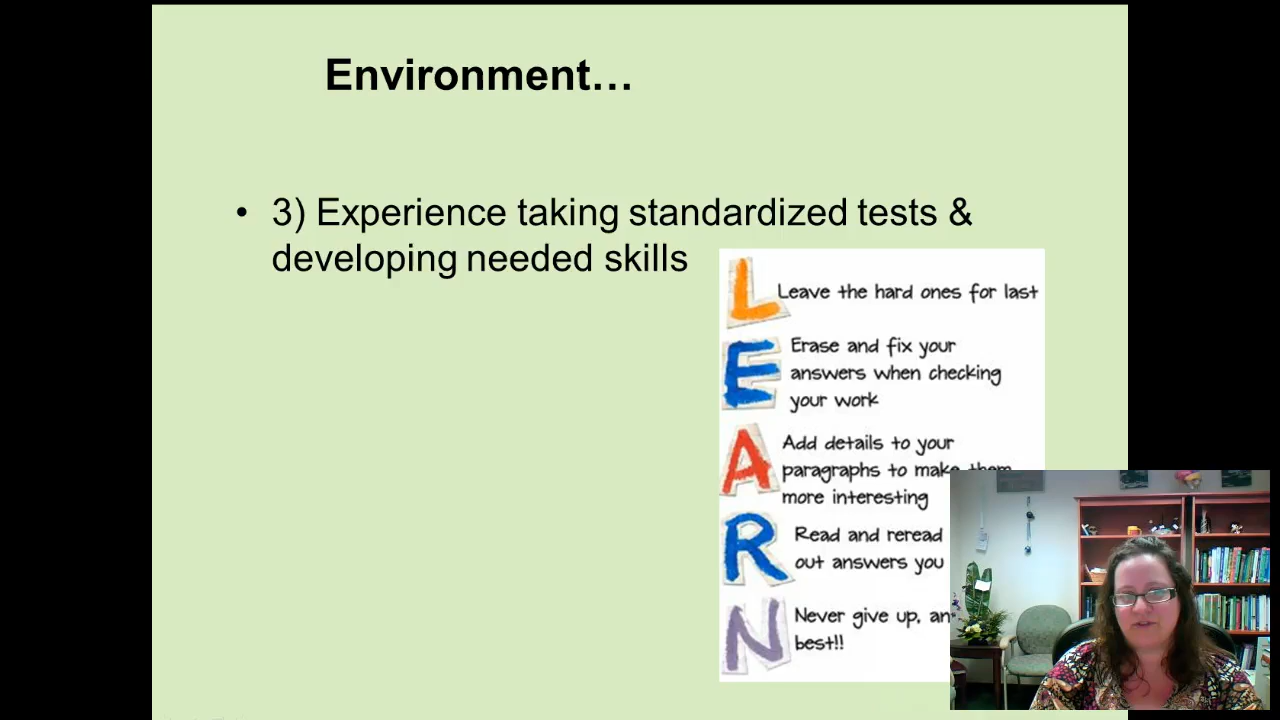 Environment…
• 3) Experience taking standardized tests &
developing needed skills
L
Leave the hard ones for last
E
Erase and fix your
answers when checking
your work
A
Add details to your
paragraphs to make them
more interesting
R
Read and reread
out answers you
N
Never give up,
best!!